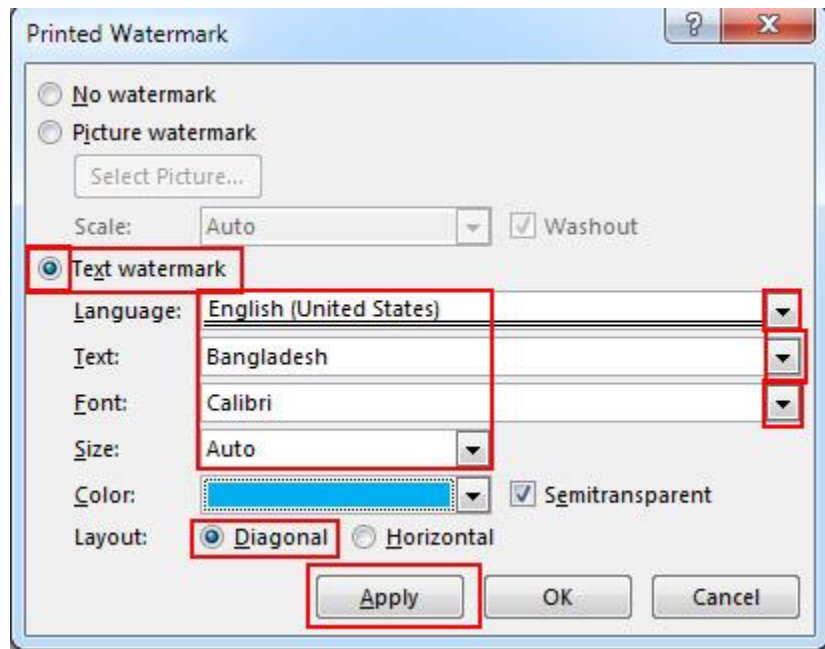 Printed Watermark
No watermark
Picture watermark
Select Picture...
Scale: Auto Washout
Text watermark
Language: English (United States)
Text: Bangladesh
Font: Calibri
Size: Auto
Color: Semitransparent
Layout: Diagonal Horizontal
Apply OK Cancel